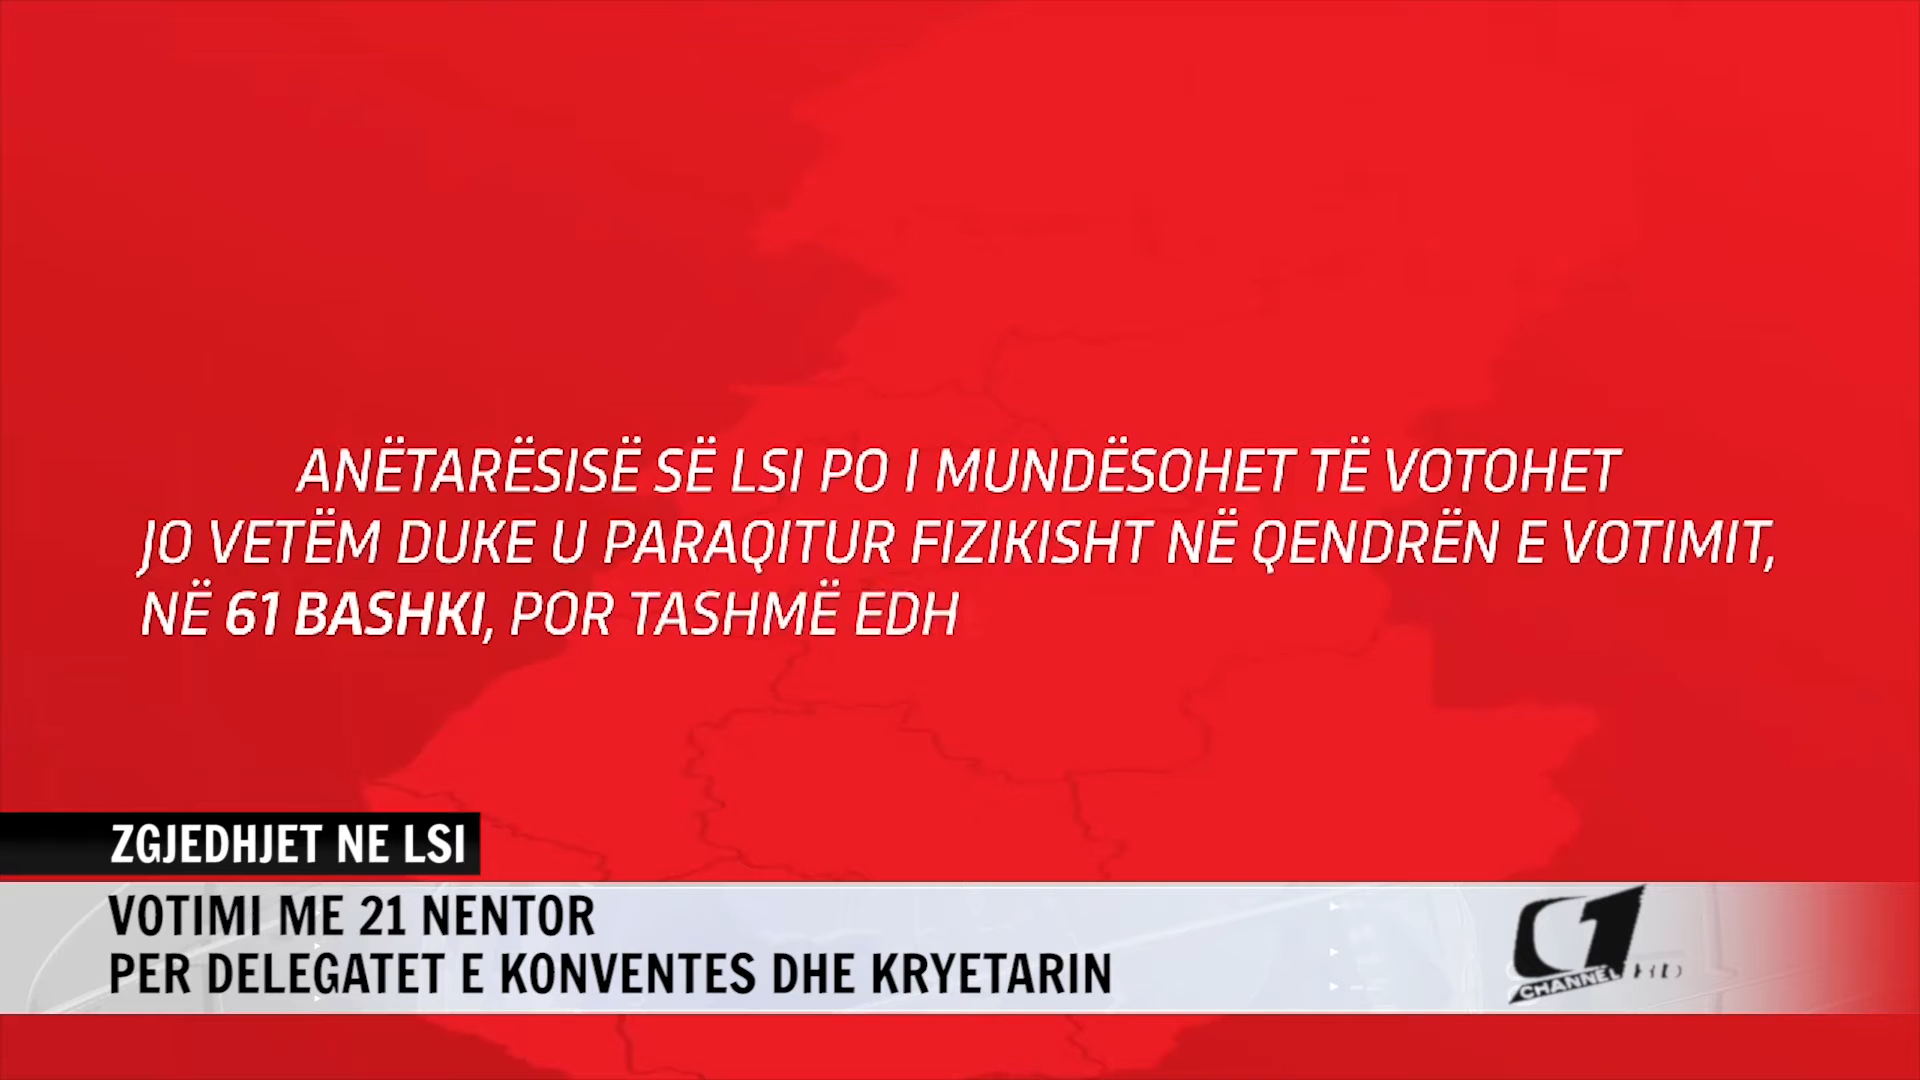 ANËTARËSISË SË LSI PO I MUNDËSOHET TË VOTOHET
JO VETËM DUKE U PARAQITUR FIZIKISHT NË QENDRËN E VOTIMIT,
NË 61 BASHKI, POR TASHMË EDH
ZGJEDHJET NE LSI
VOTIMI ME 21 NENTOR
PER DELEGATET E KONVENTES DHE KRYETARIN
C1
CHANNEL